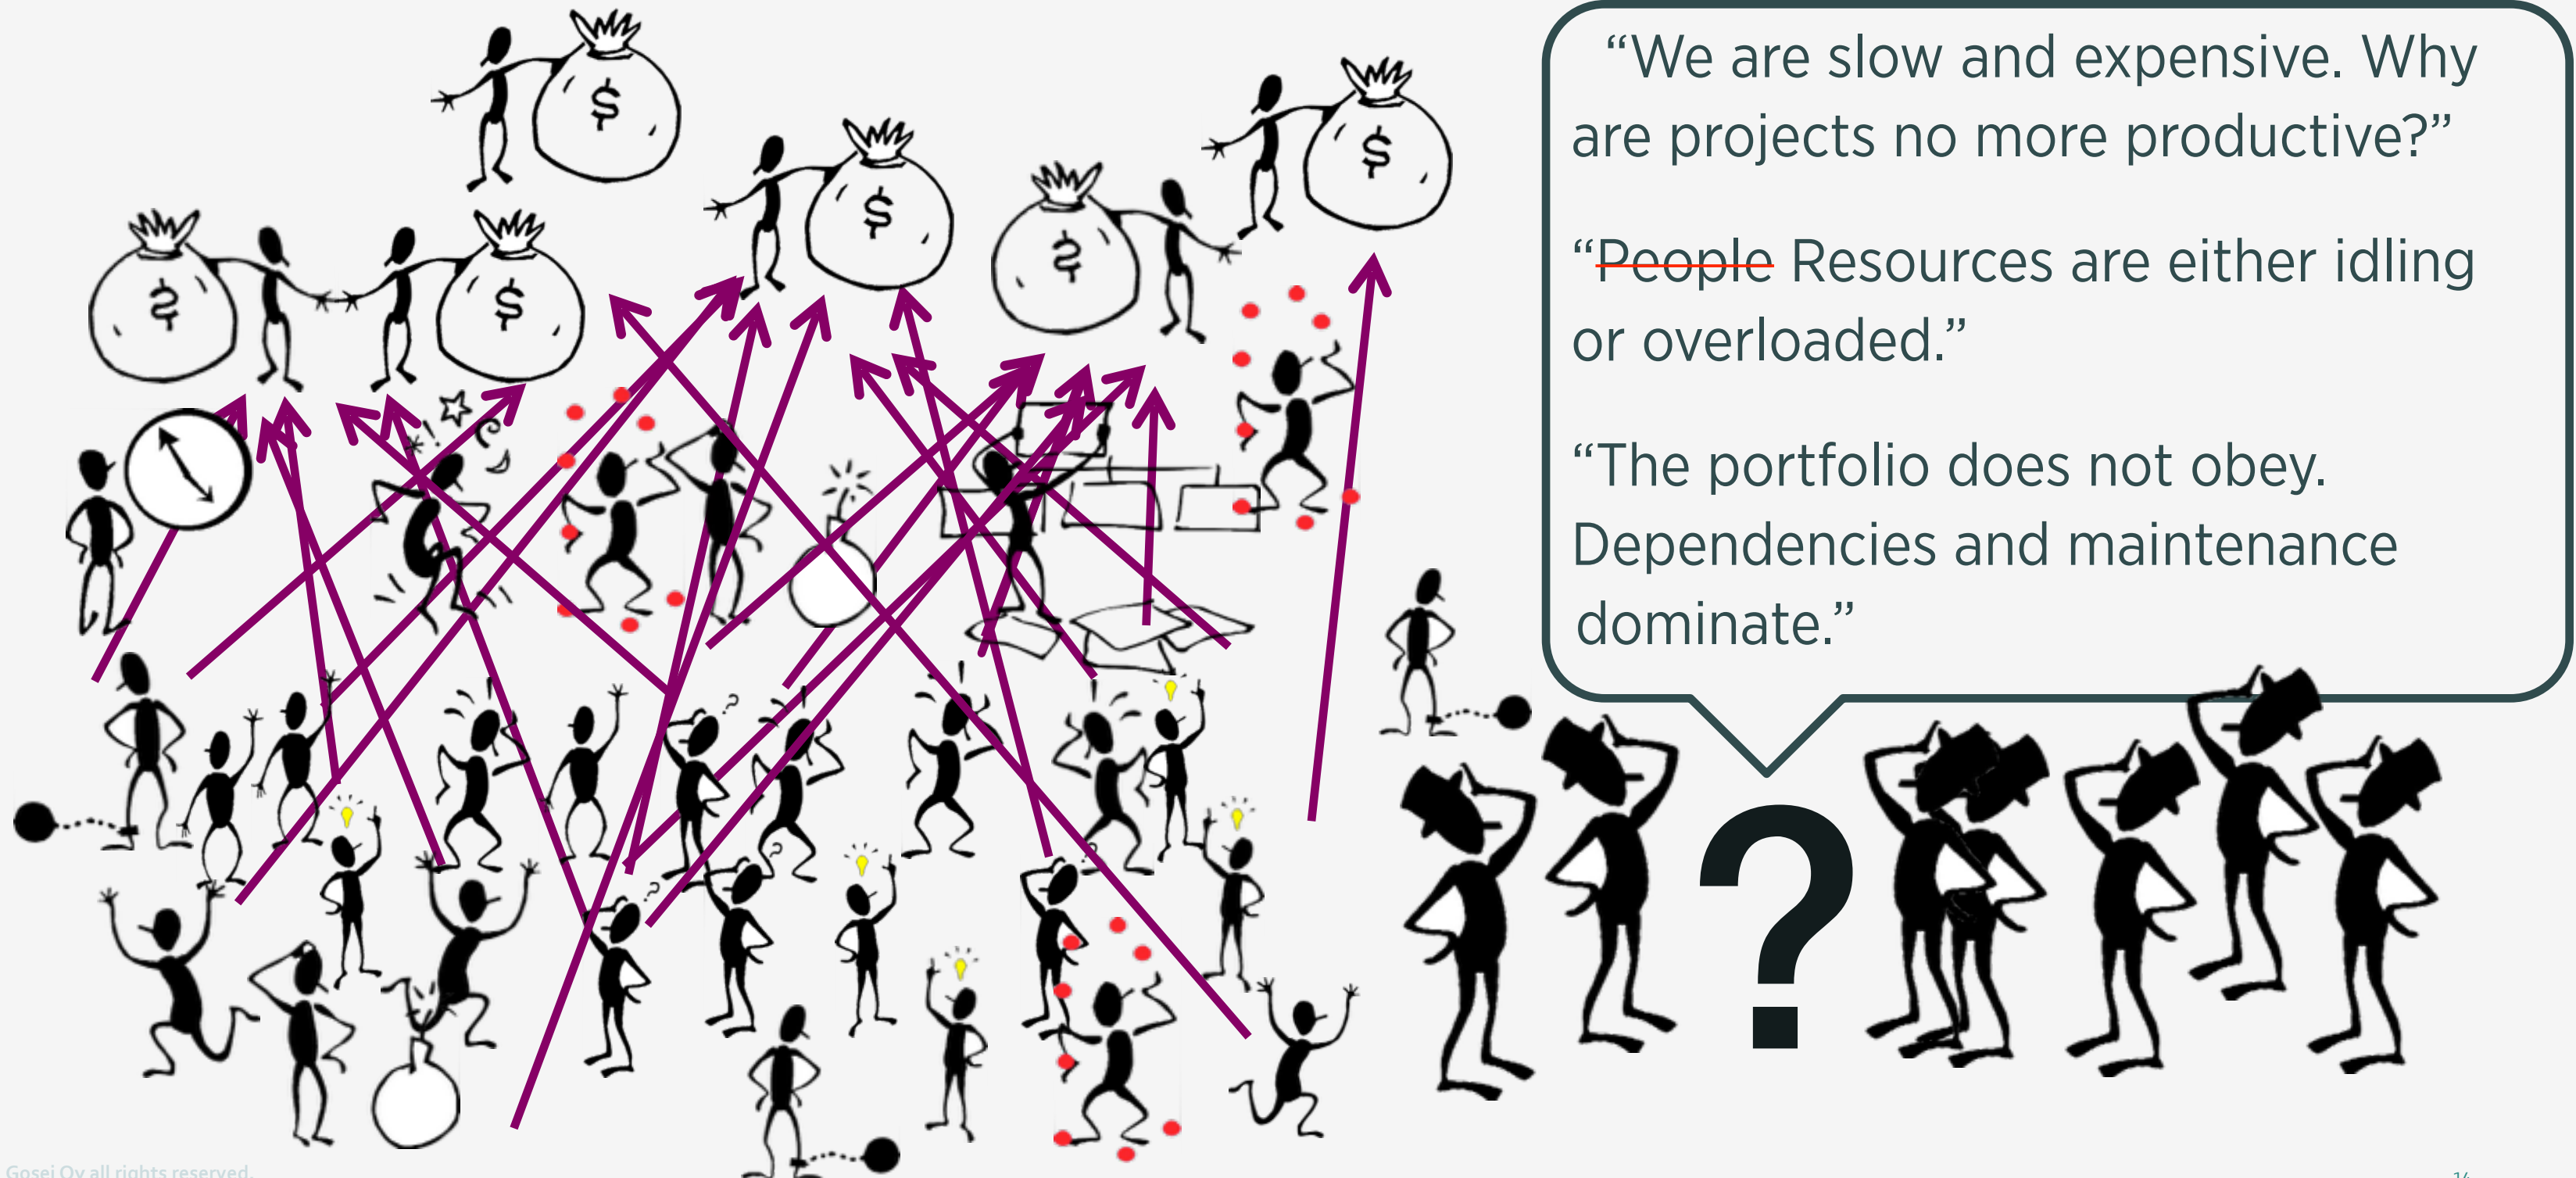 “We are slow and expensive. Why
are projects no more productive?”
“People Resources are either idling
or overloaded.”
“The portfolio does not obey.
Dependencies and maintenance
dominate.”
$
$
$
$
$
$
?
?
?
?
?
?
Gosei Oy all rights reserved.
14